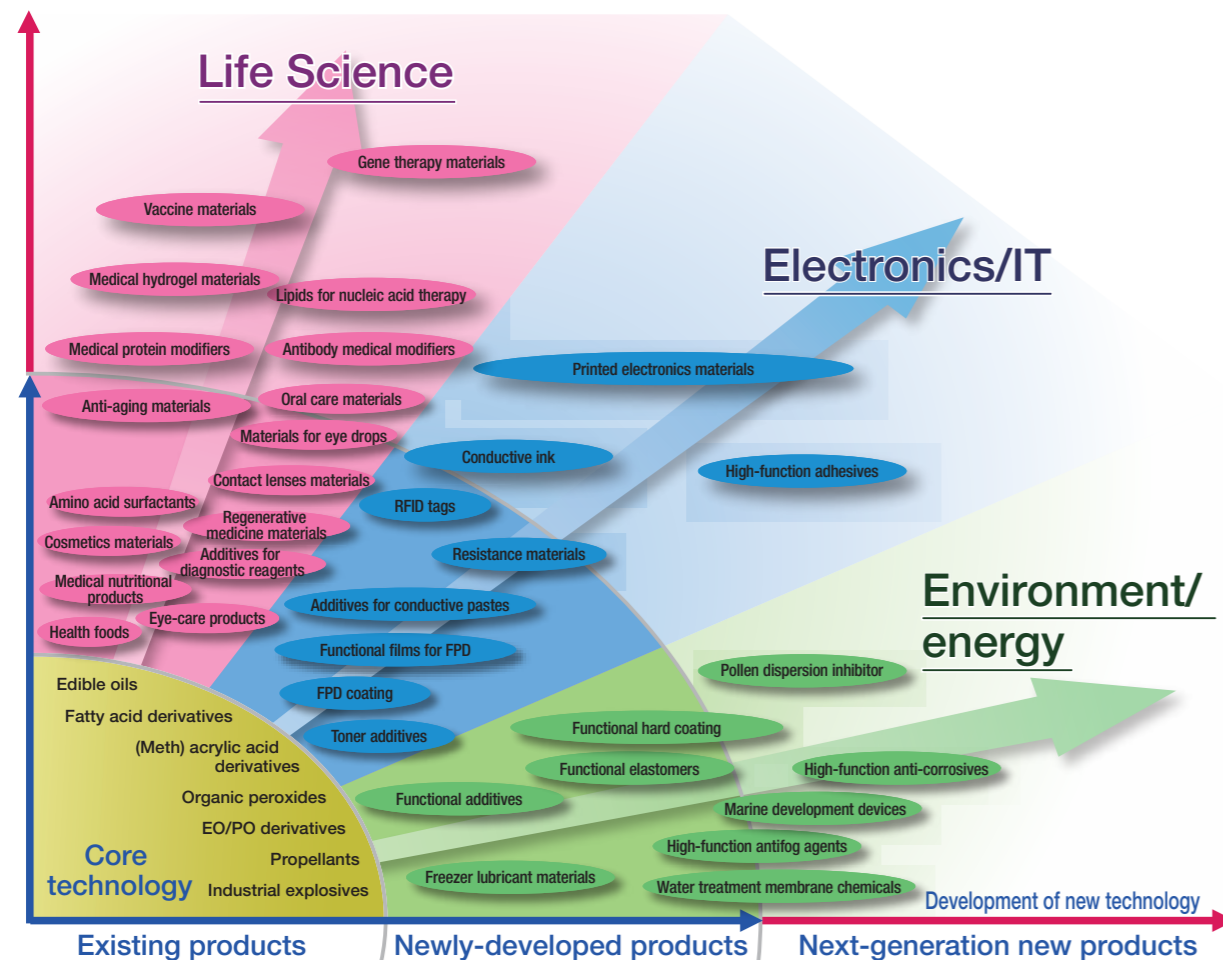 Life Science
Gene therapy materials
Vaccine materials
Medical hydrogel materials
Lipids for nucleic acid therapy
Medical protein modifiers
Antibody medical modifiers
Anti-aging materials
Oral care materials
Materials for eye drops
Contact lenses materials
Amino acid surfactants
Regenerative
medicine materials
Cosmetics materials
Additives for
diagnostic reagents
Medical nutritional
products
Eye-care products
Health foods
Electronics/IT
Printed electronics materials
Conductive ink
High-function adhesives
RFID tags
Resistance materials
Additives for conductive pastes
Functional films for FPD
FPD coating
Toner additives
Environment/
energy
Pollen dispersion inhibitor
Functional hard coating
Functional elastomers
High-function anti-corrosives
Functional additives
Marine development devices
High-function antifog agents
Freezer lubricant materials
Water treatment membrane chemicals
Edible oils
Fatty acid derivatives
(Meth) acrylic acid
derivatives
Organic peroxides
EO/PO derivatives
Propellants
Industrial explosives
Core
technology
Development of new technology
Existing products
Newly-developed products
Next-generation new products